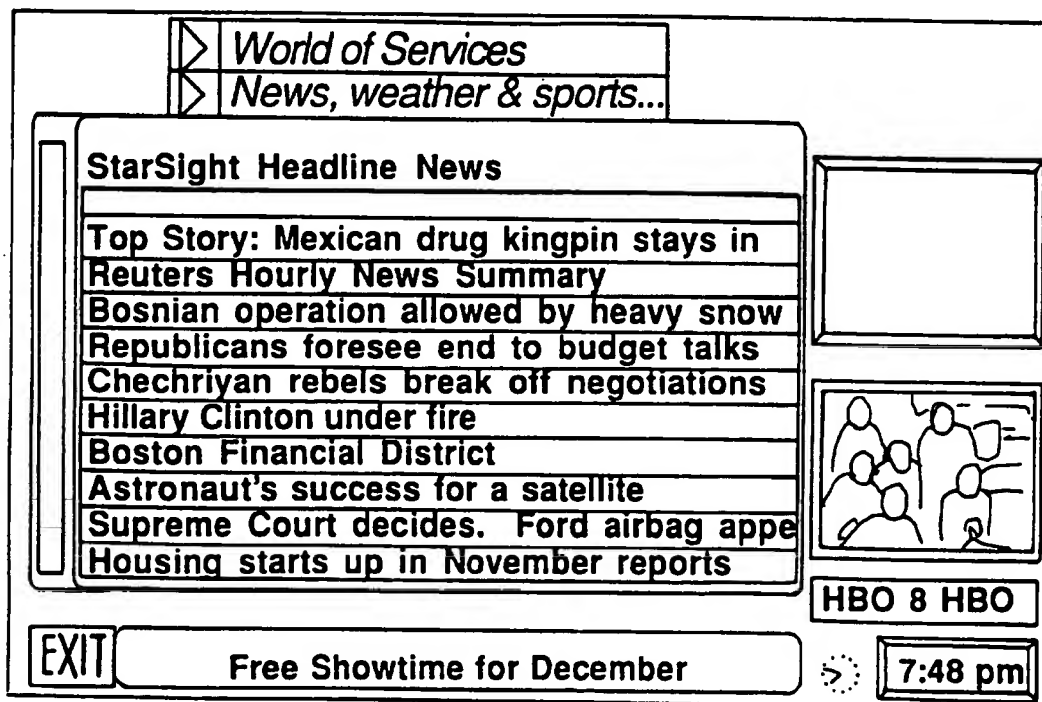 World of Services
News, weather & sports...
StarSight Headline News
Top Story: Mexican drug kingpin stays in
Reuters Hourly News Summary
Bosnian operation allowed by heavy snow
Republicans foresee end to budget talks
Chechriyan rebels break off negotiations
Hillary Clinton under fire
Boston Financial District
Astronaut's success for a satellite
Supreme Court decides. Ford airbag appe
Housing starts up in November reports
HBO 8 HBO
EXIT
Free Showtime for December
7:48 pm